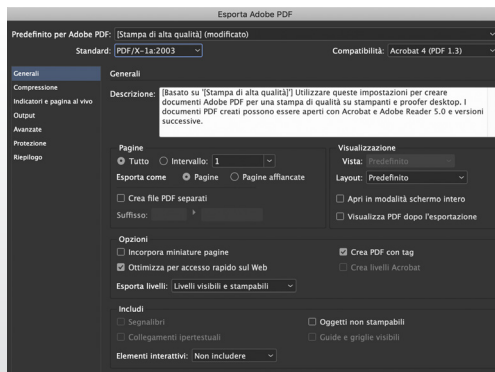 Esporta Adobe PDF
Predefinito per Adobe PDF: [Stampa di alta qualità] (modificato)
Standard: PDF/X-1a:2003 Compatibilità: Acrobat 4 (PDF 1.3)
Generali
Compressione
Indicatori e pagina al vivo
Output
Avanzate
Protezione
Riepilogo
Generali
Descrizione: [Basato su '[Stampa di alta qualità]'] Utilizzare queste impostazioni per creare
documenti Adobe PDF per una stampa di qualità su stampanti e proofer desktop. I
documenti PDF creati possono essere aperti con Acrobat e Adobe Reader 5.0 e versioni
successive.
Pagine
Tutto Intervallo: 1
Esporta come Pagine Pagine affiancate
Crea file PDF separati
Suffisso:
Visualizzazione
Vista: Predefinito
Layout: Predefinito
Apri in modalità schermo intero
Visualizza PDF dopo l'esportazione
Opzioni
Incorpora miniature pagine Crea PDF con tag
Ottimizza per accesso rapido sul Web Crea livelli Acrobat
Esporta livelli: Livelli visibili e stampabili
Includi
Segnalibri Oggetti non stampabili
Collegamenti ipertestuali Guide e griglie visibili
Elementi interattivi: Non includere